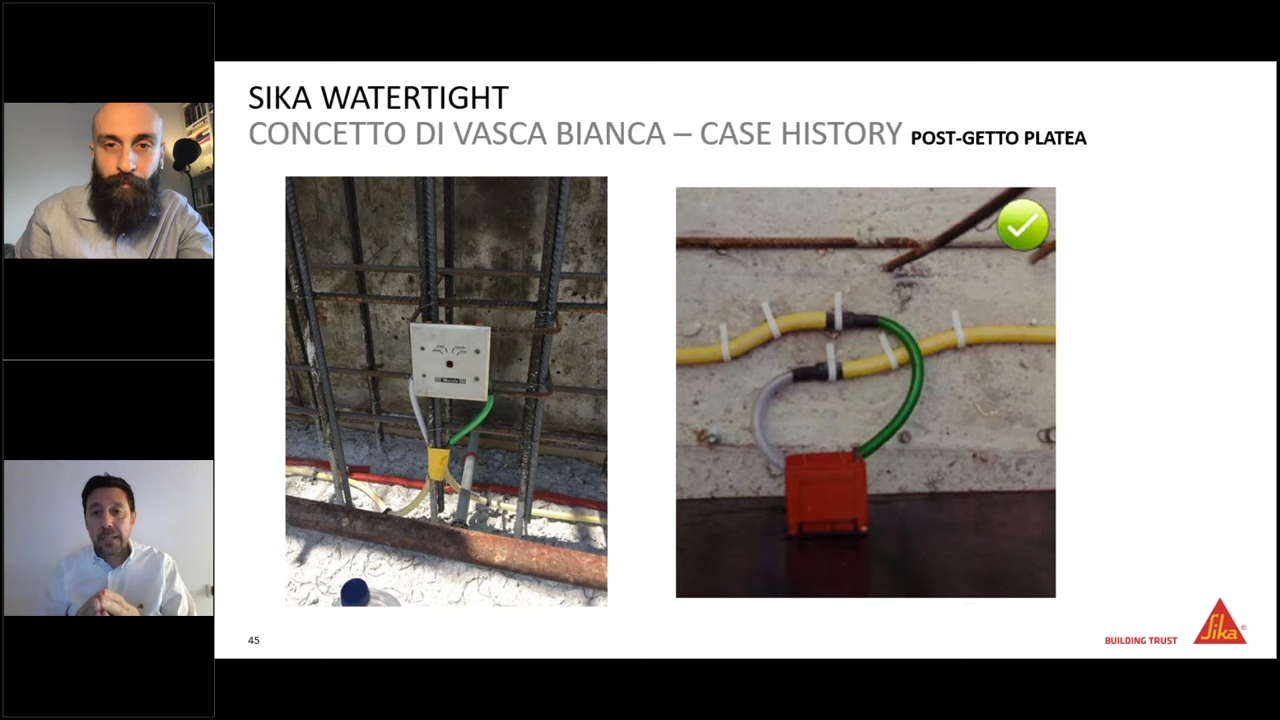 SIKA WATERTIGHT
CONCETTO DI VASCA BIANCA – CASE HISTORY POST-GETTO PLATEA
45
BUILDING TRUST
Sika®